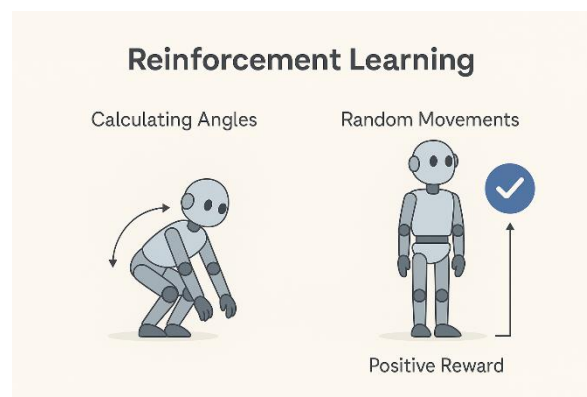 Reinforcement Learning
Calculating Angles
Random Movements
Positive Reward